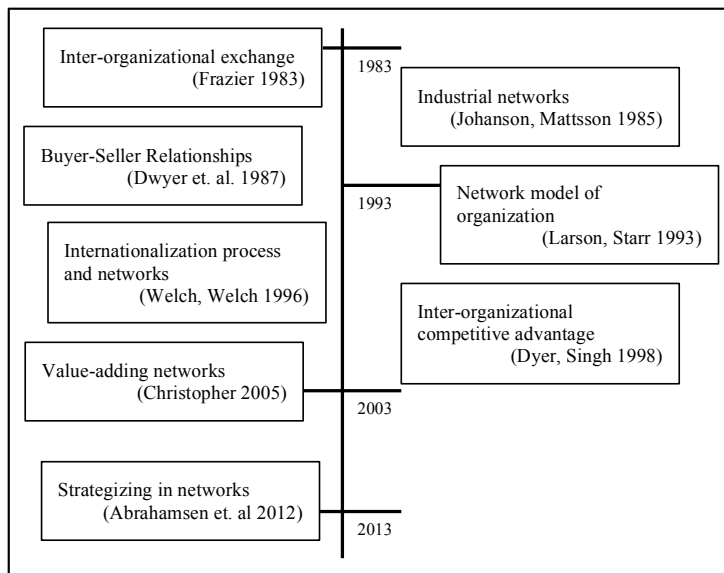 Inter-organizational exchange
(Frazier 1983)
1983
Industrial networks
(Johanson, Mattsson 1985)
Buyer-Seller Relationships
(Dwyer et. al. 1987)
1993
Network model of
organization
(Larson, Starr 1993)
Internationalization process
and networks
(Welch, Welch 1996)
Inter-organizational
competitive advantage
(Dyer, Singh 1998)
Value-adding networks
(Christopher 2005)
2003
Strategizing in networks
(Abrahamsen et. al 2012)
2013